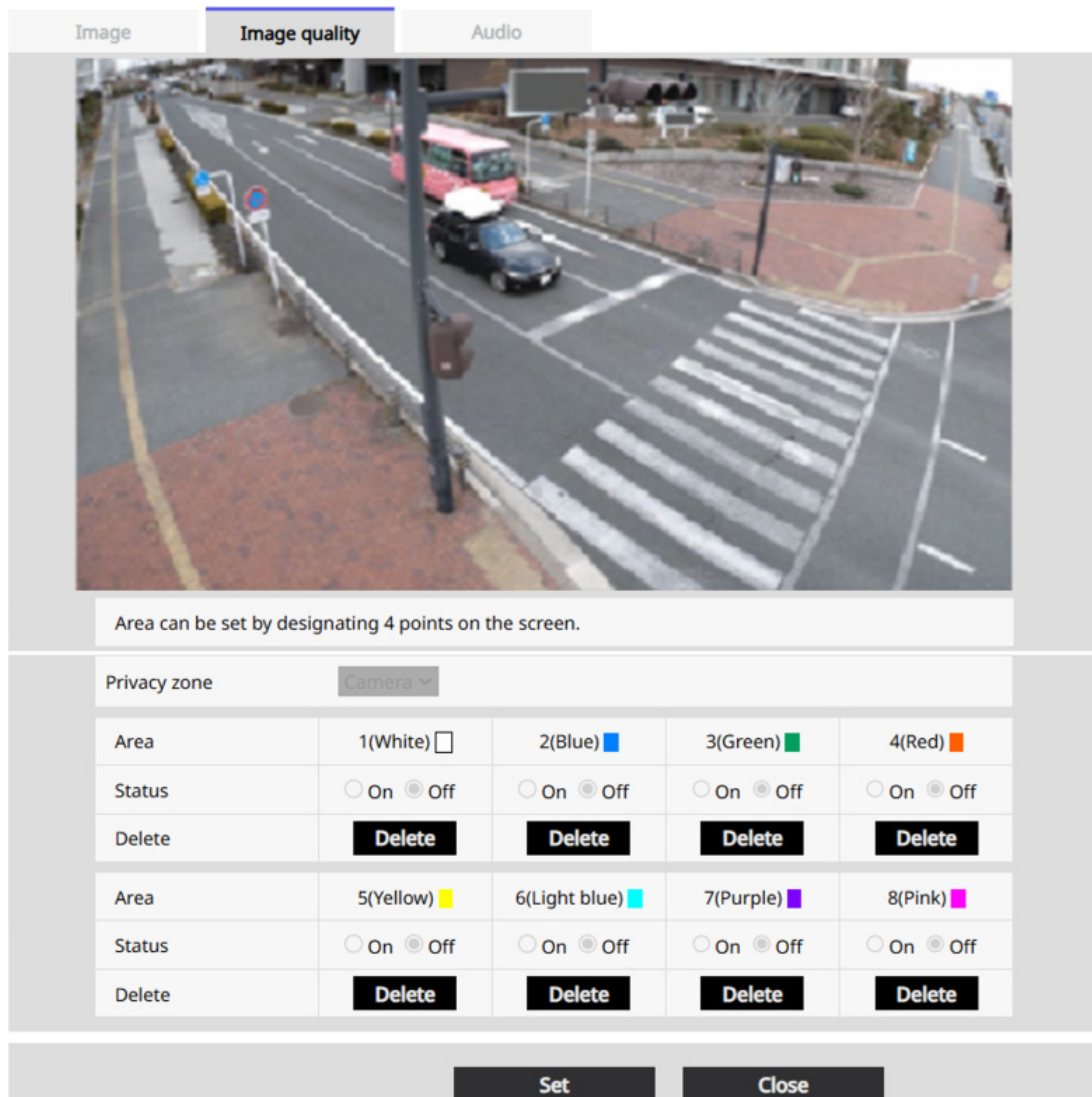 Image Image quality Audio
Area can be set by designating 4 points on the screen.
Privacy zone Camera
Area 1(White) 2(Blue) 3(Green) 4(Red)
Status On Off On Off On Off On Off
Delete Delete Delete Delete Delete
Area 5(Yellow) 6(Light blue) 7(Purple) 8(Pink)
Status On Off On Off On Off On Off
Delete Delete Delete Delete Delete
Set Close